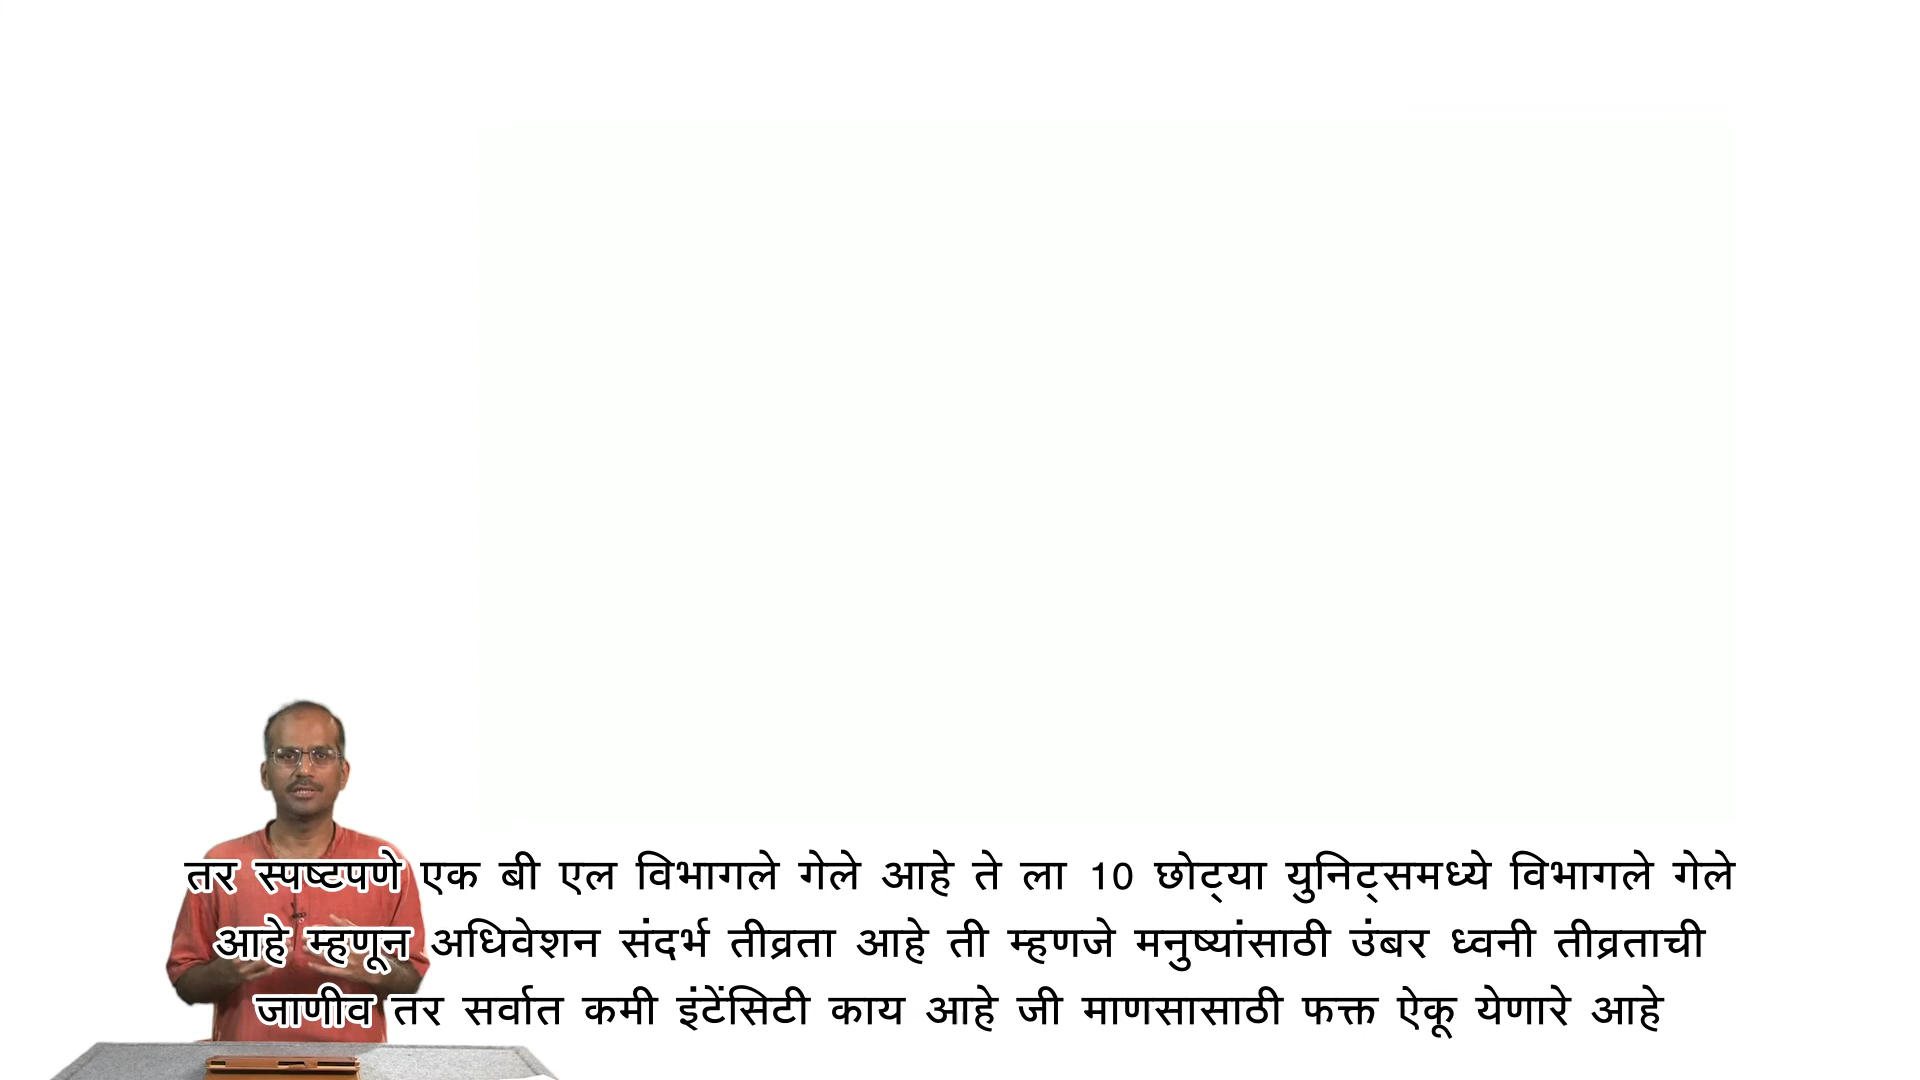 तर स्पष्टपणे एक बी एल विभागले गेले आहे ते ला 10 छोट्या युनिट्समध्ये विभागले गेले
आहे म्हणून अधिवेशन संदर्भ तीव्रता आहे ती म्हणजे मनुष्यांसाठी उंबर ध्वनी तीव्रताची
जाणीव तर सर्वात कमी इंटेंसिटी काय आहे जी माणसासाठी फक्त ऐकू येणारे आहे